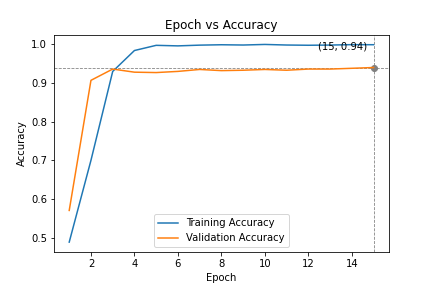 Epoch vs Accuracy
1.0
0.9
0.8
0.7
0.6
0.5
Accuracy
(15, 0.94)
Training Accuracy
Validation Accuracy
2 4 6 8 10 12 14
Epoch